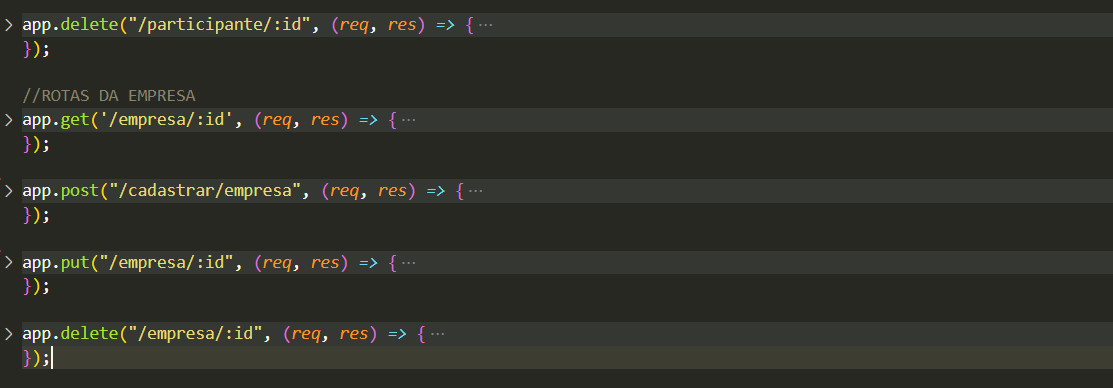 app.delete("/participante/:id", (req, res) => { ···
});
//ROTAS DA EMPRESA
app.get('/empresa/:id', (req, res) => { ···
});
app.post("/cadastrar/empresa", (req, res) => { ···
});
app.put("/empresa/:id", (req, res) => { ···
});
app.delete("/empresa/:id", (req, res) => { ···
});